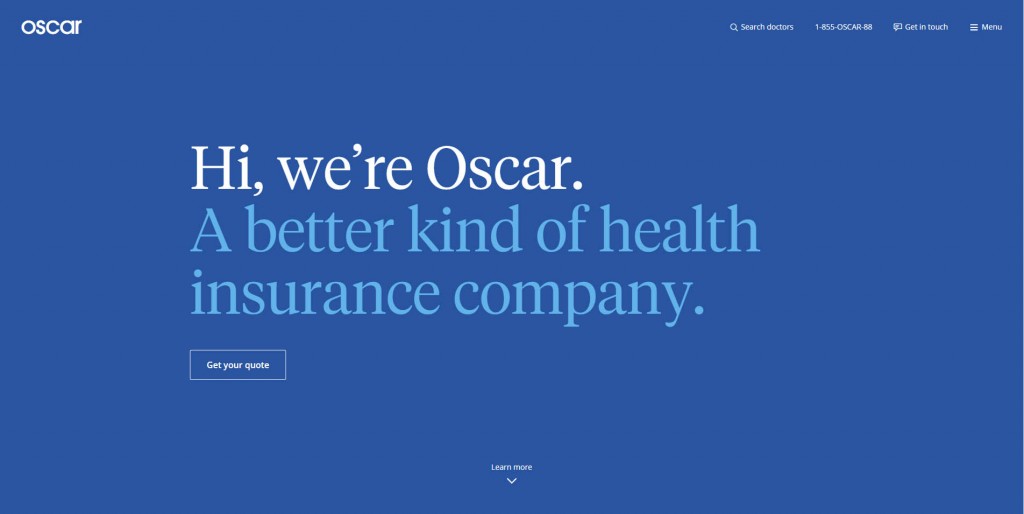 oscar
Search doctors
1-855-OSCAR-88
Get in touch
Menu
Hi, we’re Oscar.
A better kind of health
insurance company.
Get your quote
Learn more